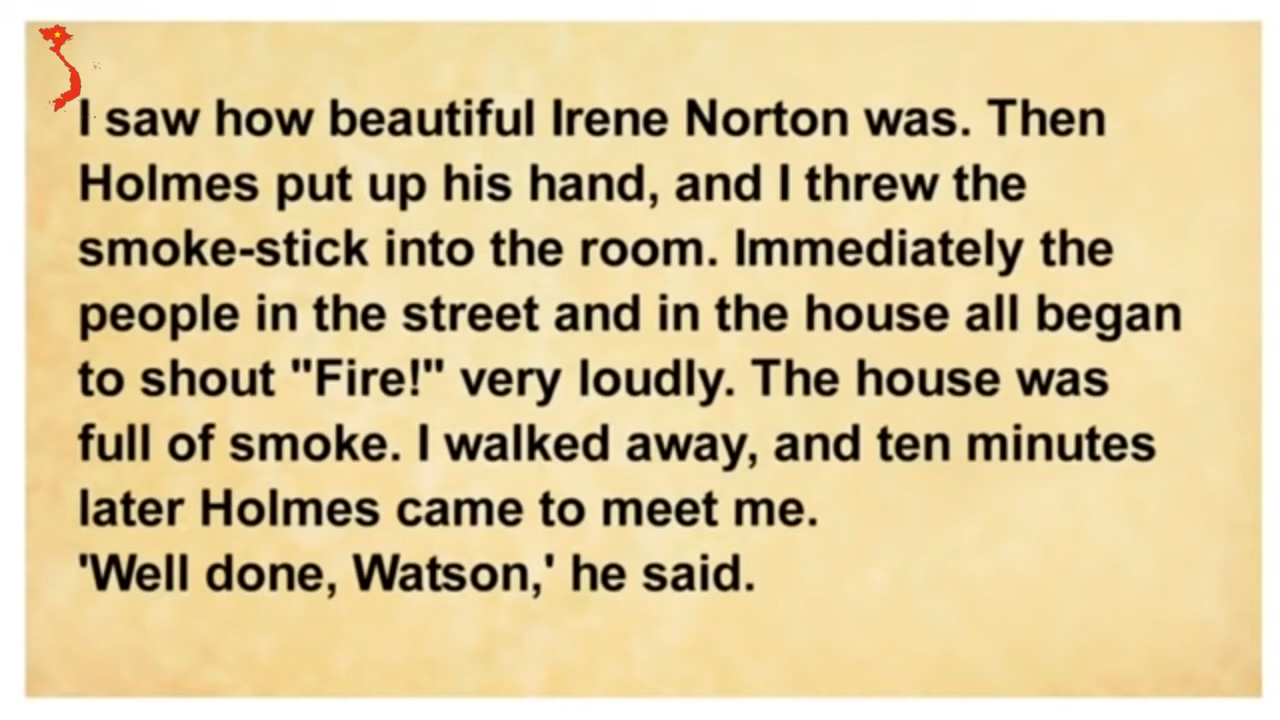 I saw how beautiful Irene Norton was. Then
Holmes put up his hand, and I threw the
smoke-stick into the room. Immediately the
people in the street and in the house all began
to shout "Fire!" very loudly. The house was
full of smoke. I walked away, and ten minutes
later Holmes came to meet me.
'Well done, Watson,' he said.